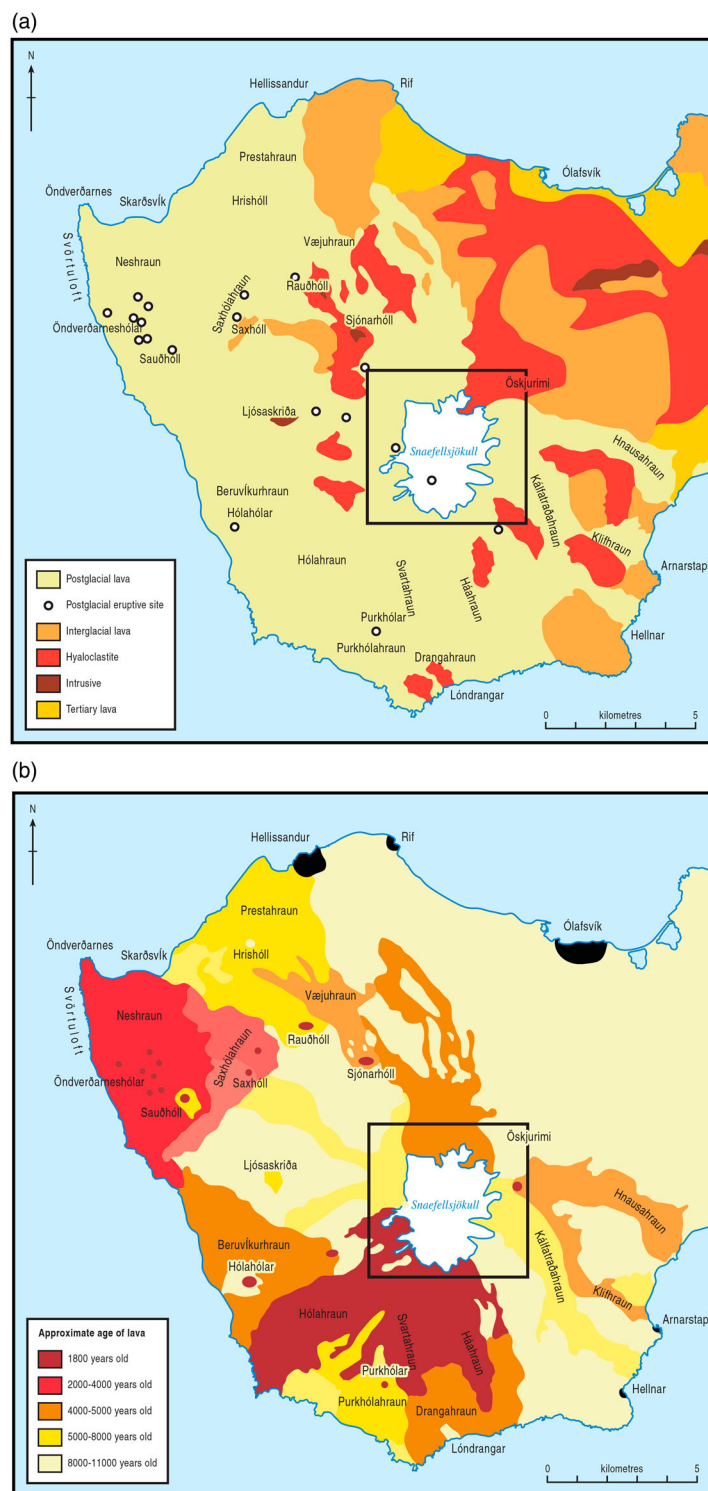 (a)
N
Hellissandur
Rif
Prestahraun
Ólafsvík
Öndverðarnes
Skarðsvík
Hrishóll
Svörtuloft
Neshraun
Væjuhraun
Saxhólahraun
Rauðhóll
Öndverðarneshólar
Saxhóll
Sjónarhóll
Sauðhóll
Öskjurimi
Ljósaskriða
Hnausahraun
Snaefellsjökull
Kálfatraðahraun
Beruvíkurhraun
Hólahólar
Klifhraun
Hólahraun
Svartahraun
Háahraun
Arnarstapi
Purkhólar
Purkhólahraun
Hellnar
Drangahraun
Lóndrangar
Postglacial lava
Postglacial eruptive site
Interglacial lava
Hyaloclastite
Intrusive
Tertiary lava
0 kilometres 5
(b)
N
Hellissandur
Rif
Prestahraun
Ólafsvík
Öndverðarnes
Skarðsvík
Hrishóll
Svörtuloft
Neshraun
Væjuhraun
Saxhólahraun
Rauðhóll
Öndverðarneshólar
Saxhóll
Sjónarhóll
Sauðhóll
Öskjurimi
Ljósaskriða
Hnausahraun
Snaefellsjökull
Kálfatraðahraun
Beruvíkurhraun
Hólahólar
Klifhraun
Hólahraun
Svartahraun
Háahraun
Arnarstapi
Purkhólar
Purkhólahraun
Hellnar
Drangahraun
Lóndrangar
Approximate age of lava
1800 years old
2000-4000 years old
4000-5000 years old
5000-8000 years old
8000-11000 years old
0 kilometres 5